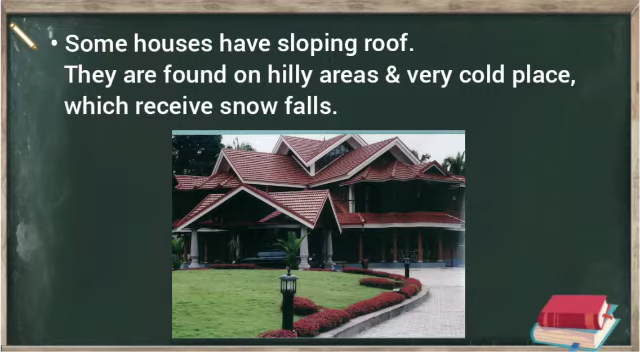 • Some houses have sloping roof.
They are found on hilly areas & very cold place,
which receive snow falls.